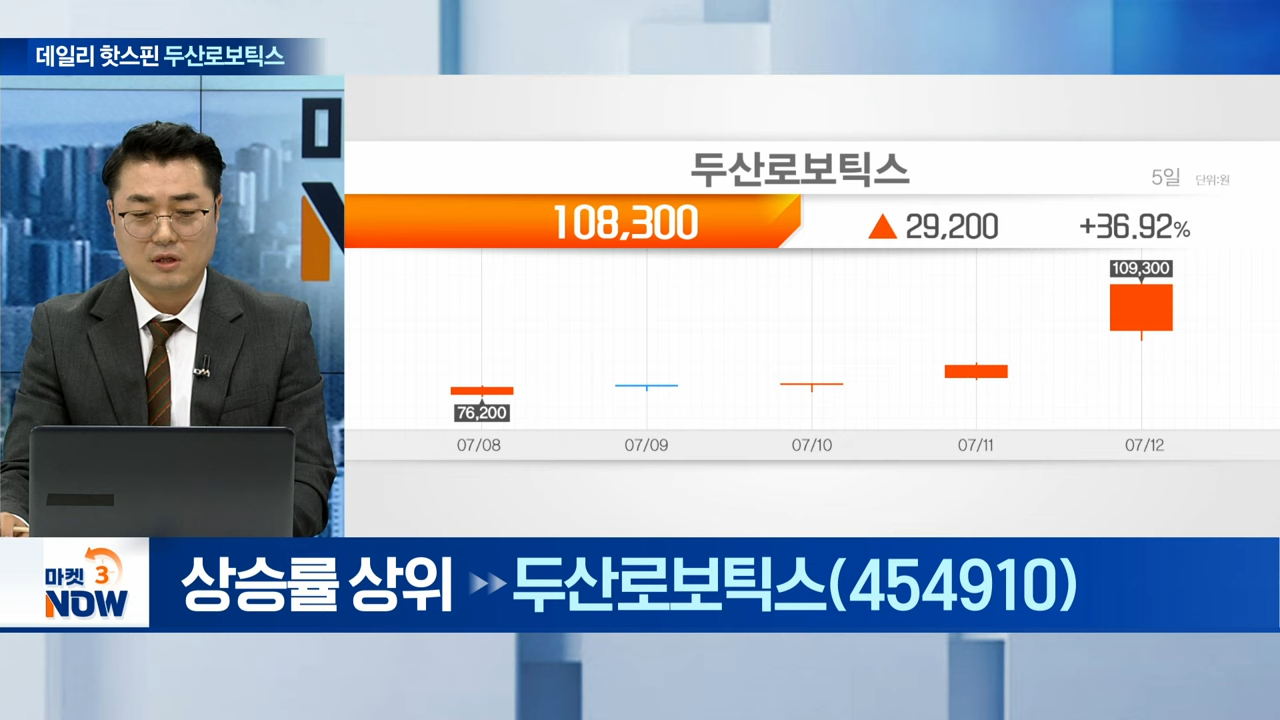 데일리 핫스핀 두산로보틱스
두산로보틱스
5일 단위:원
108,300 ▲ 29,200 +36.92%
109,300
76,200
07/08 07/09 07/10 07/11 07/12
마켓 3
NOW
상승률 상위 두산로보틱스(454910)